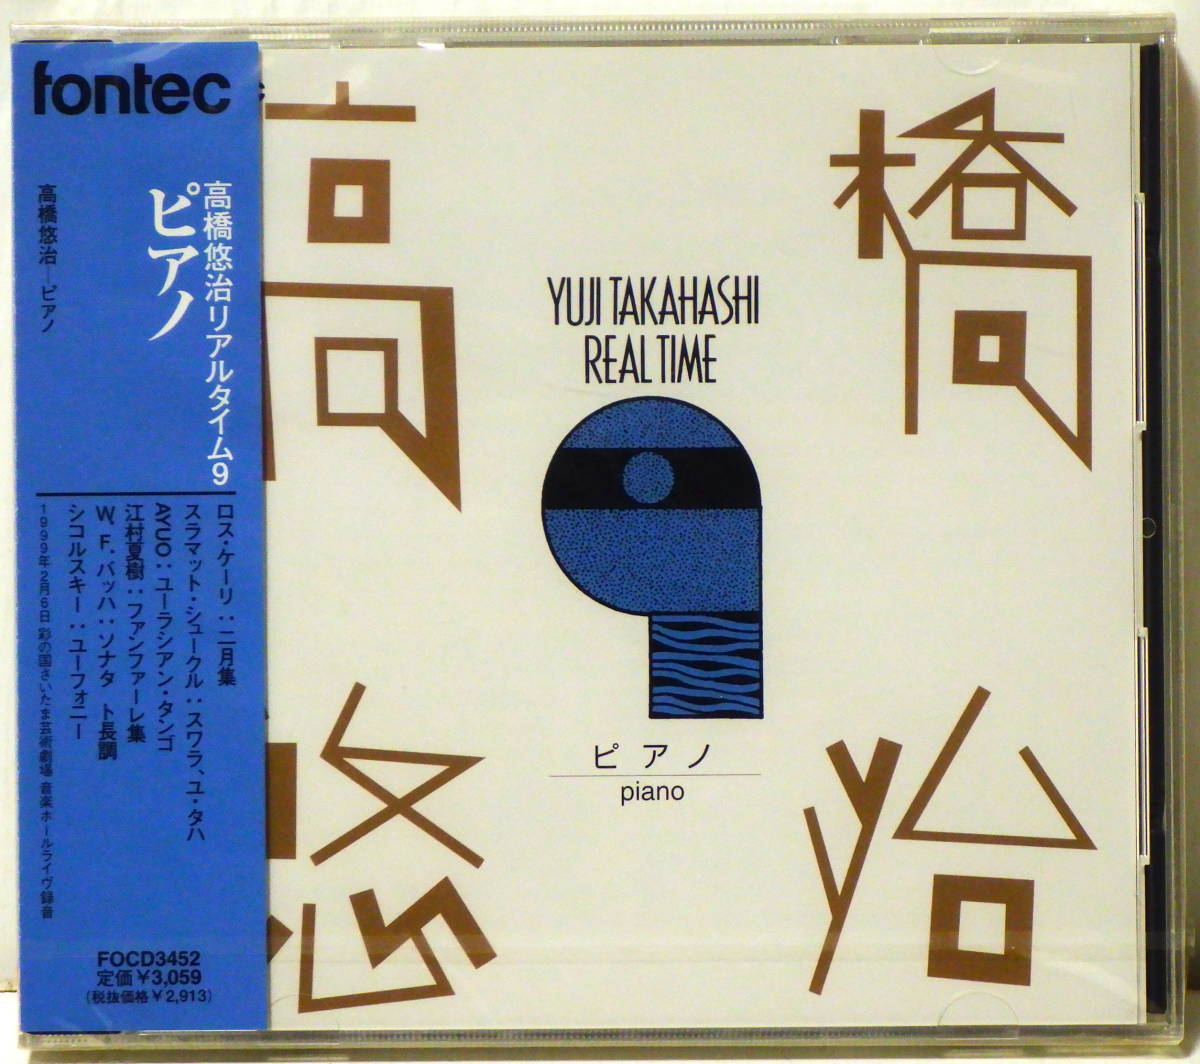 fontec
高橋悠治リアルタイム9
ピアノ
高橋悠治—ピアノ
ロス・ケーリ：二月集
スラマット・シュークル：スワラ、ユ・タハ
AYUO：ユーラシアン・タンゴ
江村夏樹：ファンファーレ集
W. F. バッハ：ソナタ ト長調
シコルスキー：ユーフォニー
1999年2月6日 彩の国さいたま芸術劇場 音楽ホールライヴ録音
FOCD3452
定価￥3,059
(税抜価格￥2,913)
高橋
悠治
YUJI TAKAHASHI
REAL TIME
9
ピアノ
piano